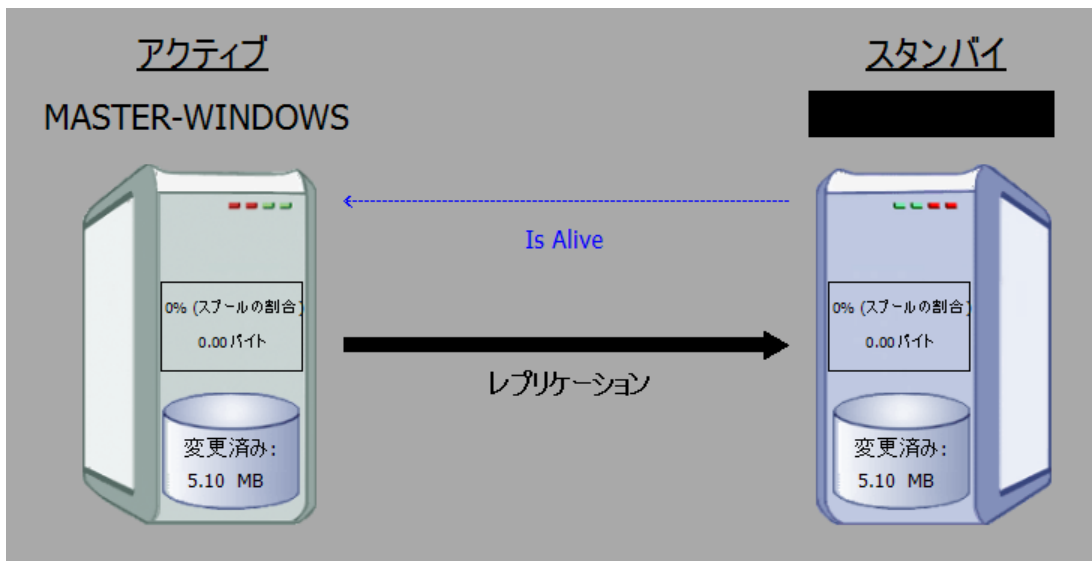 アクティブ
スタンバイ
MASTER-WINDOWS
Is Alive
0% (スプールの割合)
0.00 バイト
0% (スプールの割合)
0.00 バイト
レプリケーション
変更済み:
5.10 MB
変更済み:
5.10 MB